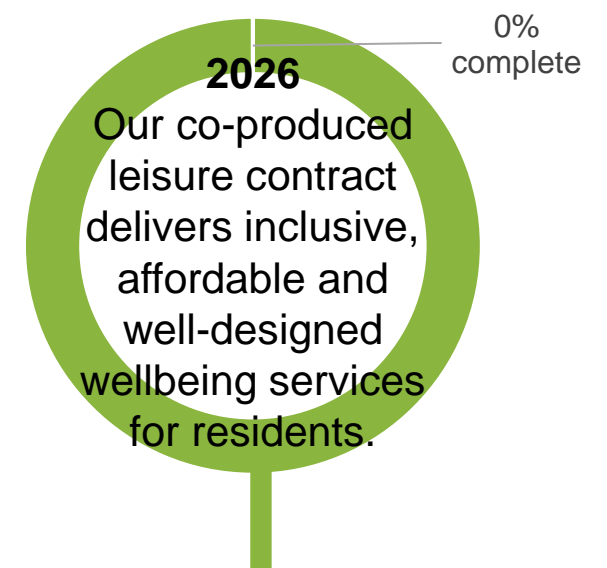 0%
complete
2026
Our co-produced
leisure contract
delivers inclusive,
affordable and
well-designed
wellbeing services
for residents.